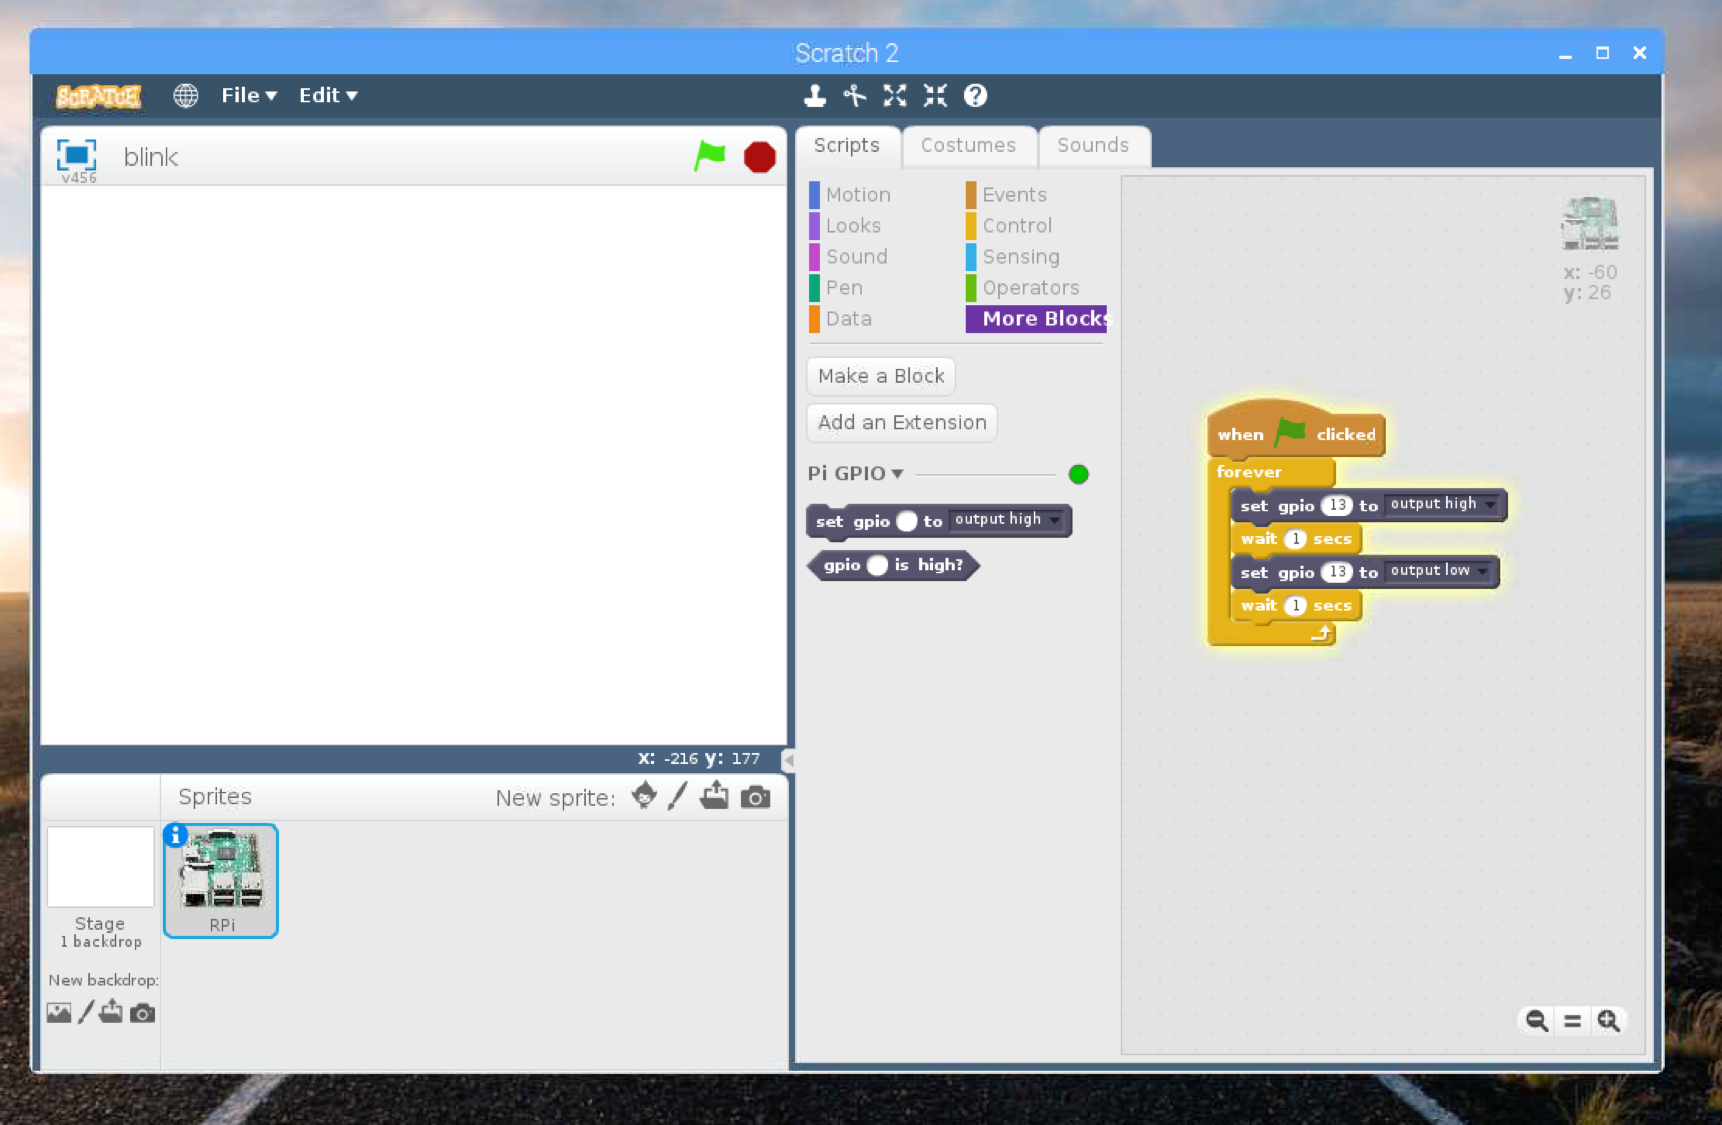 Scratch 2
SCRATCH File Edit
v456 blink
Scripts Costumes Sounds
Motion Events
Looks Control
Sound Sensing
Pen Operators
Data More Blocks
Make a Block
Add an Extension
Pi GPIO
set gpio to output high
gpio is high?
x: -60
y: 26
when clicked
forever
set gpio 13 to output high
wait 1 secs
set gpio 13 to output low
wait 1 secs
x: -216 y: 177
Sprites New sprite:
Stage
1 backdrop
New backdrop:
RPi